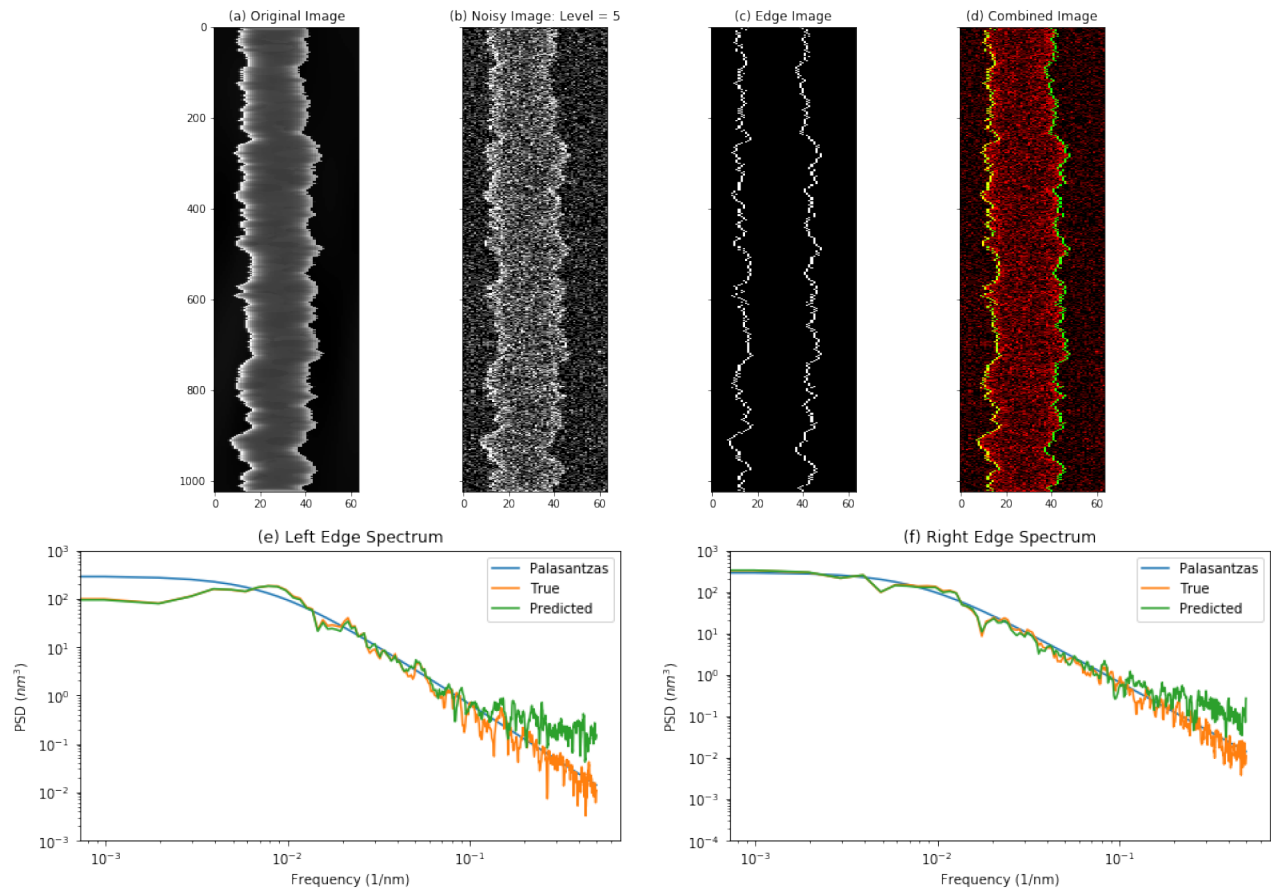 (a) Original Image
(b) Noisy Image: Level = 5
(c) Edge Image
(d) Combined Image
0
200
400
600
800
1000
0 20 40 60
0 20 40 60
0 20 40 60
0 20 40 60
(e) Left Edge Spectrum
PSD (nm³)
10³
10²
10¹
10⁰
10⁻¹
10⁻²
10⁻³
Palasantzas
True
Predicted
10⁻³ 10⁻² 10⁻¹
Frequency (1/nm)
(f) Right Edge Spectrum
PSD (nm³)
10³
10²
10¹
10⁰
10⁻¹
10⁻²
10⁻³
10⁻⁴
Palasantzas
True
Predicted
10⁻³ 10⁻² 10⁻¹
Frequency (1/nm)